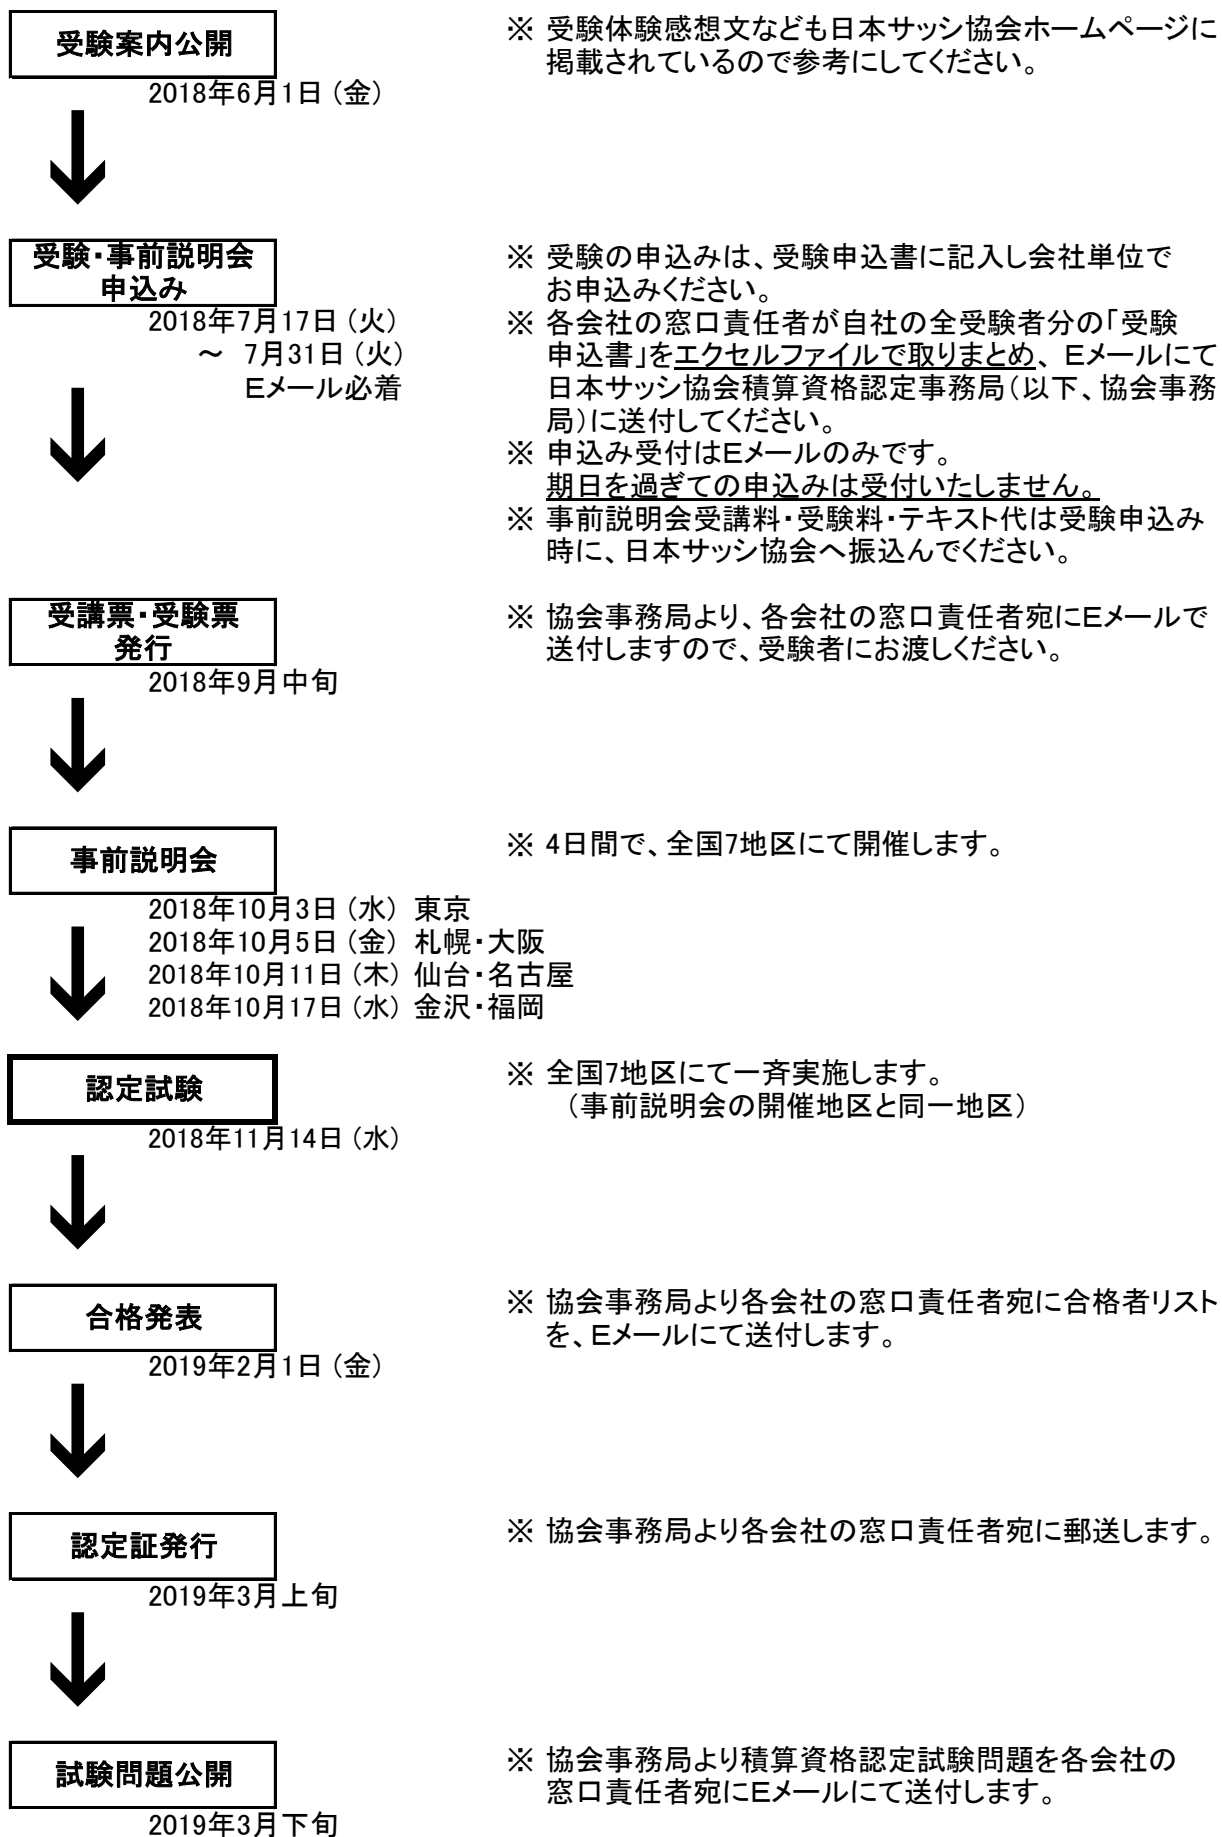 受験案内公開
2018年6月1日（金）
※ 受験体験感想文なども日本サッシ協会ホームページに
掲載されているので参考にしてください。
受験・事前説明会
申込み
2018年7月17日（火）
～ 7月31日（火）
Eメール必着
※ 受験の申込みは、受験申込書に記入し会社単位で
お申込みください。
※ 各会社の窓口責任者が自社の全受験者分の「受験
申込書」をエクセルファイルで取りまとめ、Eメールにて
日本サッシ協会積算資格認定事務局（以下、協会事務
局）に送付してください。
※ 申込み受付はEメールのみです。
期日を過ぎての申込みは受付いたしません。
※ 事前説明会受講料・受験料・テキスト代は受験申込み
時に、日本サッシ協会へ振込んでください。
受講票・受験票
発行
2018年9月中旬
※ 協会事務局より、各会社の窓口責任者宛にEメールで
送付しますので、受験者にお渡しください。
事前説明会
※ 4日間で、全国7地区にて開催します。
2018年10月3日（水） 東京
2018年10月5日（金） 札幌・大阪
2018年10月11日（木） 仙台・名古屋
2018年10月17日（水） 金沢・福岡
認定試験
2018年11月14日（水）
※ 全国7地区にて一斉実施します。
（事前説明会の開催地区と同一地区）
合格発表
2019年2月1日（金）
※ 協会事務局より各会社の窓口責任者宛に合格者リスト
を、Eメールにて送付します。
認定証発行
2019年3月上旬
※ 協会事務局より各会社の窓口責任者宛に郵送します。
試験問題公開
2019年3月下旬
※ 協会事務局より積算資格認定試験問題を各会社の
窓口責任者宛にEメールにて送付します。